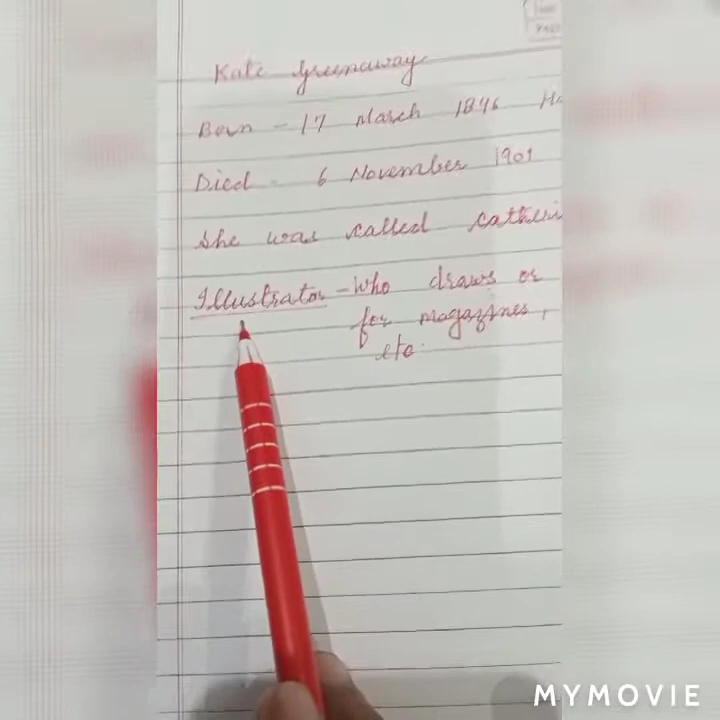 Kate Greenaway
Born - 17 March 1846
Died - 6 November 1901
She was called
Illustrator - Who draws or
for magazines,
etc.
MYMOVIE